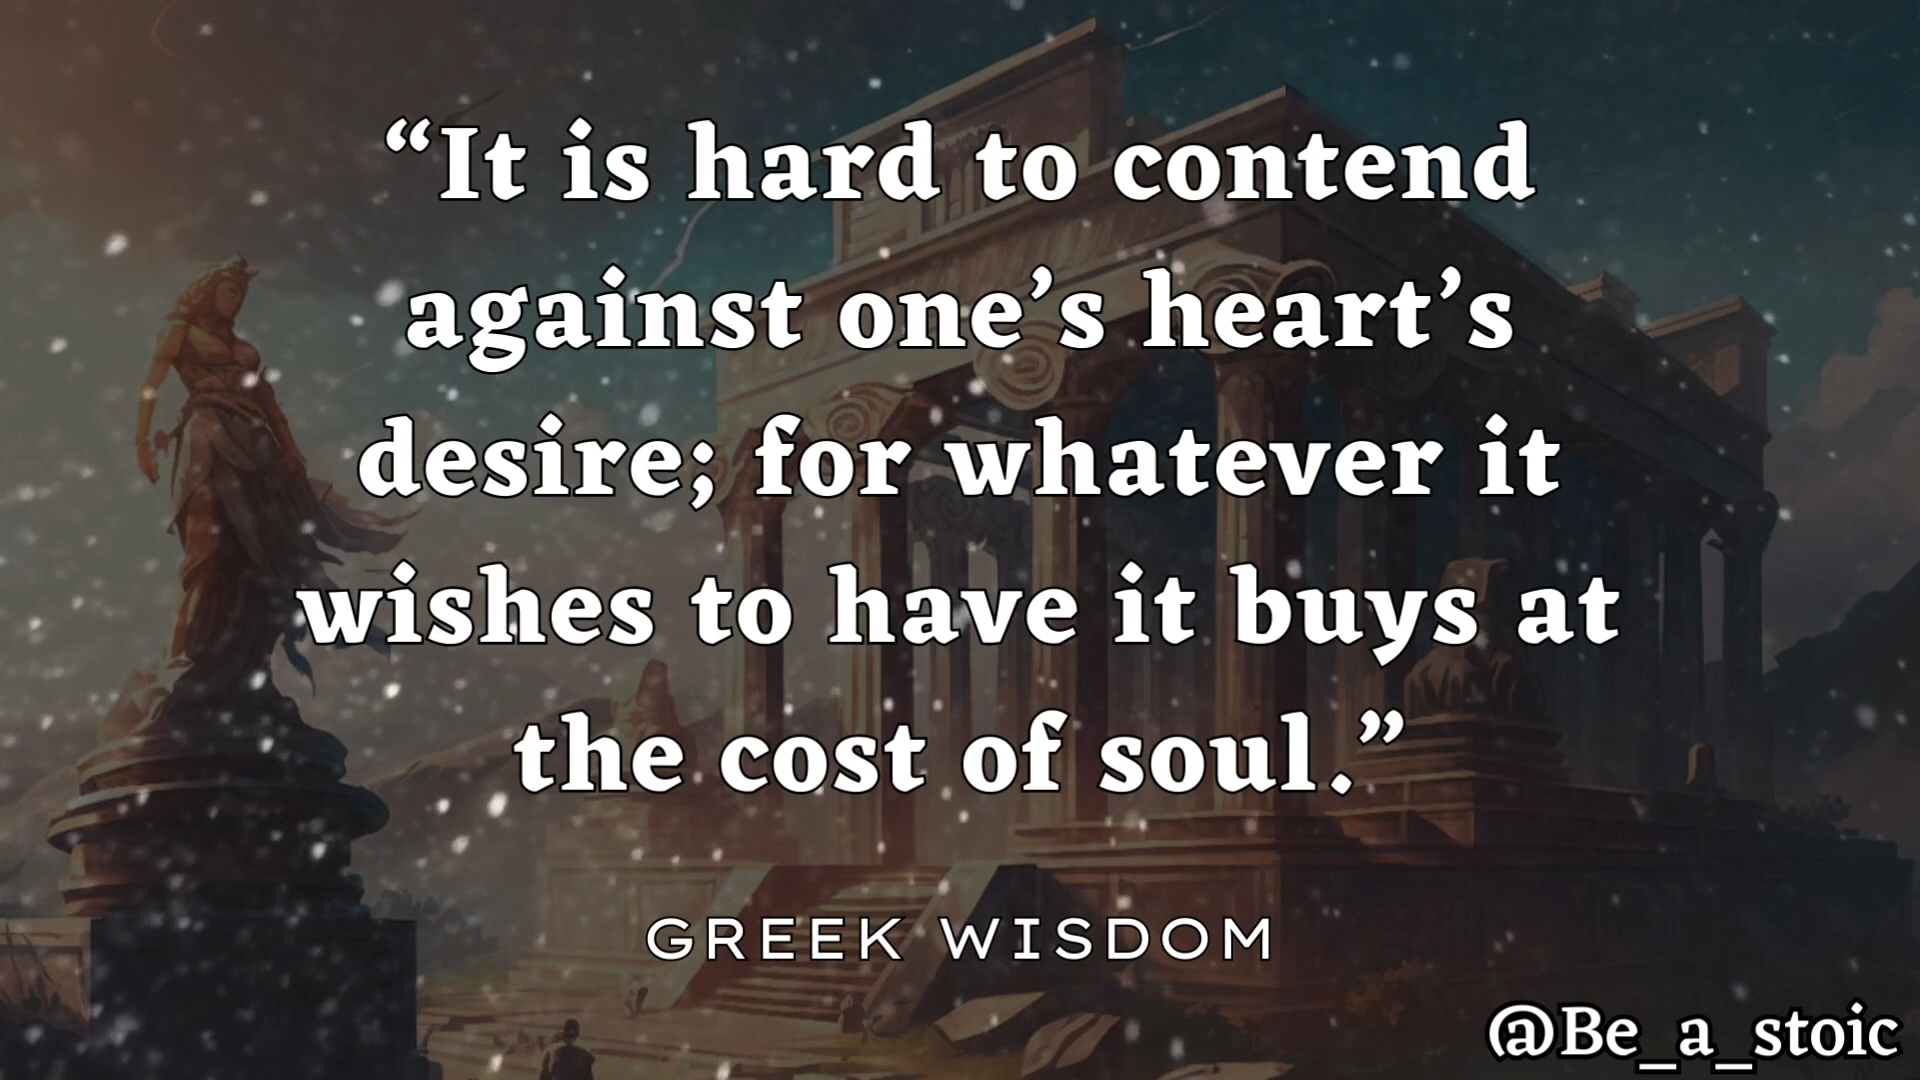 “It is hard to contend
against one’s heart’s
desire; for whatever it
wishes to have it buys at
the cost of soul.”
GREEK WISDOM
@Be_a_stoic